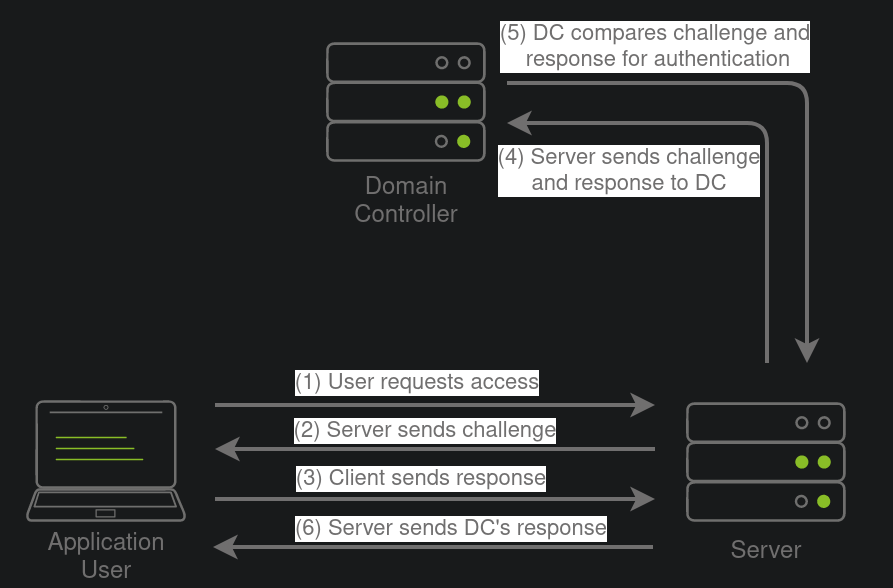 (5) DC compares challenge and
response for authentication
(4) Server sends challenge
and response to DC
Domain
Controller
(1) User requests access
(2) Server sends challenge
(3) Client sends response
(6) Server sends DC's response
Application
User
Server